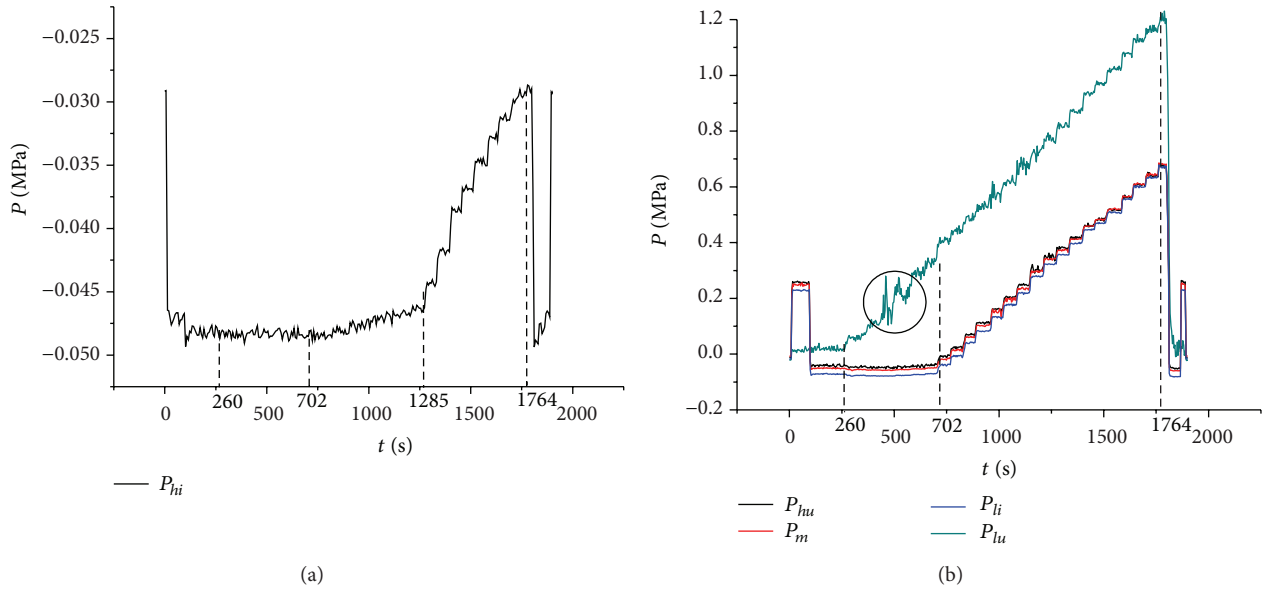 −0.025
−0.030
−0.035
−0.040
−0.045
−0.050
P (MPa)
260 702 1285 1764
0 500 1000 1500 2000
t (s)
P_hi
(a)
1.2
1.0
0.8
0.6
0.4
0.2
0.0
−0.2
P (MPa)
260 702 1764
0 500 1000 1500 2000
t (s)
P_hu P_li
P_m P_lu
(b)